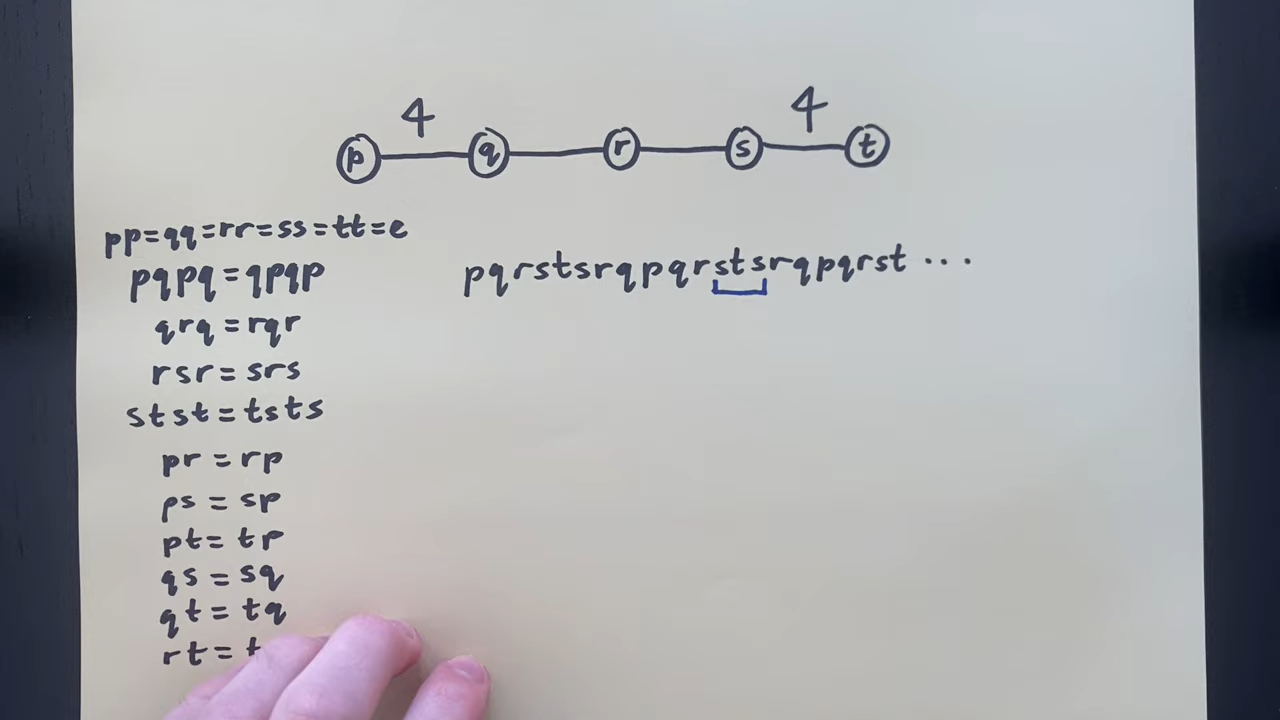 4 4
p q r s t
pp=qq=rr=ss=tt=e
pqpq=qpqp
pqrstsrqpqrstsrqpqrst...
qrq=rqr
rsr=srs
stst=tsts
pr=rp
ps=sp
pt=tp
qs=sq
qt=tq
rt=